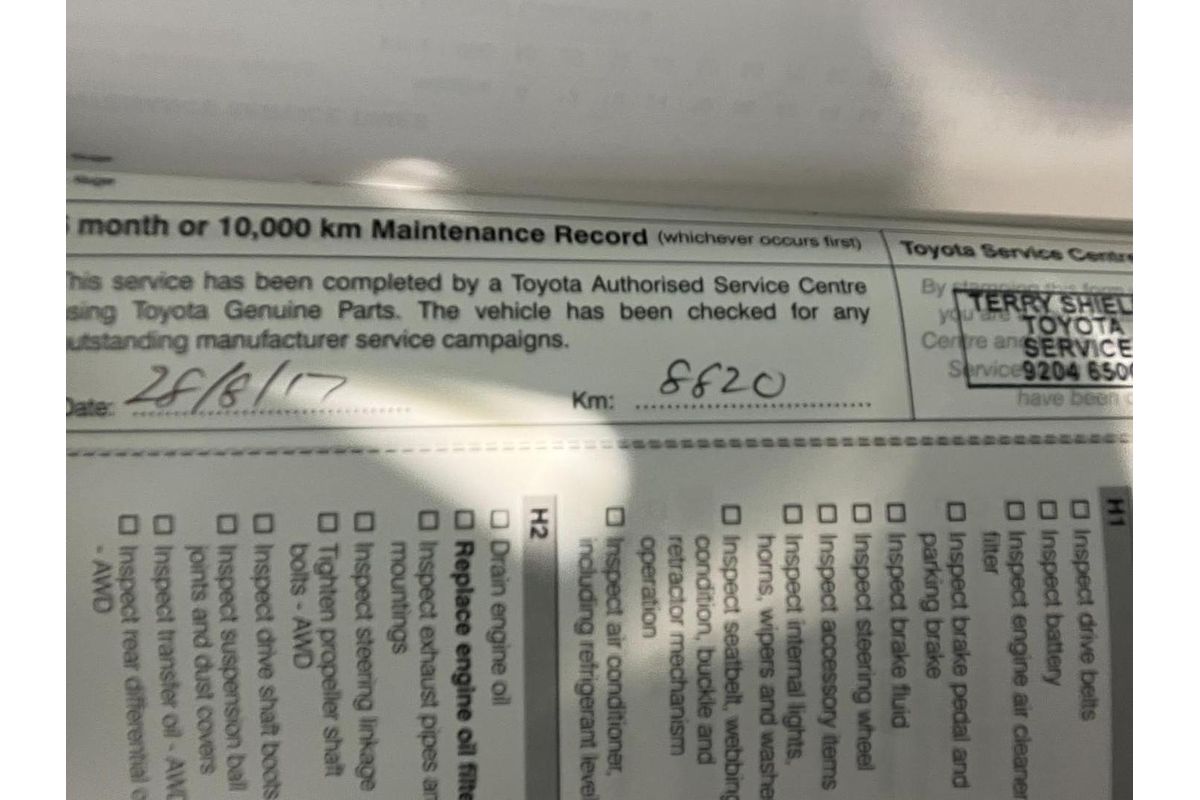 month or 10,000 km Maintenance Record (whichever occurs first)
his service has been completed by a Toyota Authorised Service Centre
sing Toyota Genuine Parts. The vehicle has been checked for any
utstanding manufacturer service campaigns.
Date: 28/8/17 Km: 8820
Toyota Service Centre
By stamping this form
you are
Centre and
Service
have been
TERRY SHIEL
TOYOTA
SERVICE
9204 650
H1
Inspect drive belts
Inspect battery
Inspect engine air cleaner
filter
Inspect brake pedal and
parking brake
Inspect brake fluid
Inspect steering wheel
Inspect accessory items
Inspect internal lights,
horns, wipers and washe
Inspect seatbelt, webbing
condition, buckle and
retractor mechanism
operation
Inspect air conditioner,
including refrigerant level
H2
Drain engine oil
Replace engine oil filte
Inspect exhaust pipes an
mountings
Inspect steering linkage
Tighten propeller shaft
bolts - AWD
Inspect drive shaft boots
Inspect suspension ball
joints and dust covers
Inspect transfer oil - AWD
Inspect rear differential
- AWD